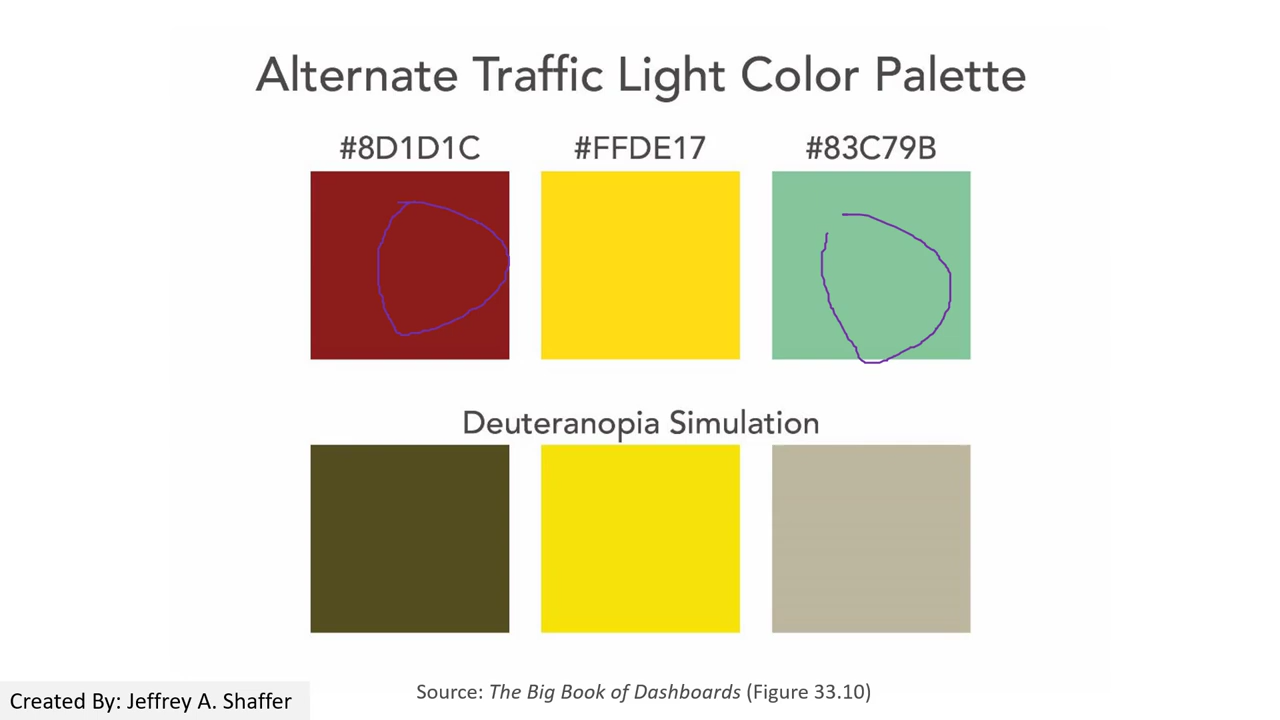 Alternate Traffic Light Color Palette
#8D1D1C #FFDE17 #83C79B
Deuteranopia Simulation
Source: The Big Book of Dashboards (Figure 33.10)
Created By: Jeffrey A. Shaffer